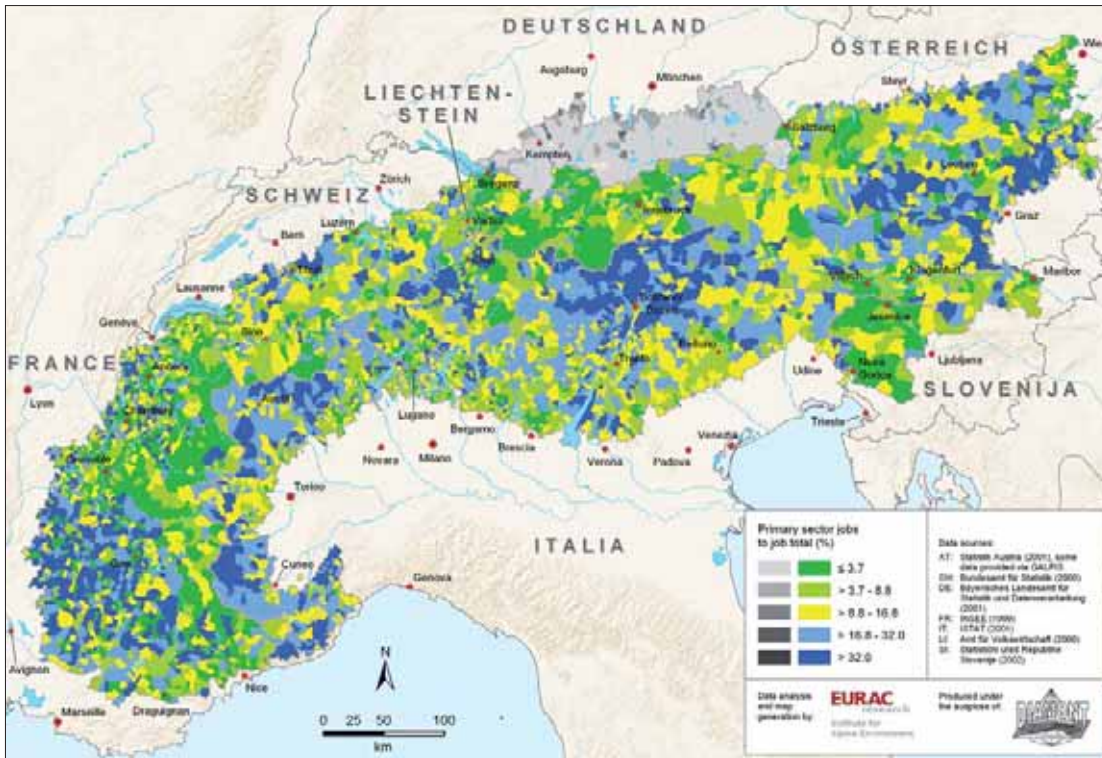 DEUTSCHLAND
Augsburg
München
ÖSTERREICH
Steyr
LIECHTEN-
STEIN
Salzburg
Kempten
Leoben
Bregenz
Zürich
SCHWEIZ
Vaduz
Innsbruck
Luzern
Graz
Bern
Thun
Villach
Klagenfurt
Maribor
Lausanne
Bozen
Jesenice
Genève
Sion
Belluno
Trento
FRANCE
Annecy
Udine
Nova
Gorica
Ljubljana
SLOVENIJA
Lyon
Chambéry
Aosta
Lugano
Bergamo
Trieste
Brescia
Venezia
Novara
Milano
Verona
Padova
Grenoble
Torino
ITALIA
Gap
Cuneo
Genova
Avignon
Nice
Marseille
Draguignan
N
0 25 50 100
km
Primary sector jobs
to job total (%)
≤ 3.7
> 3.7 - 8.8
> 8.8 - 16.8
> 16.8 - 32.0
> 32.0
Data sources:
AT: Statistik Austria (2001), some
data provided via GALPIS
CH: Bundesamt für Statistik (2000)
DE: Bayerisches Landesamt für
Statistik und Datenverarbeitung
(2001)
FR: INSEE (1999)
IT: ISTAT (2001)
LI: Amt für Volkswirtschaft (2000)
SI: Statistični urad Republike
Slovenije (2002)
Data analysis
and map
generation by:
EURAC
research
Institute for
Alpine Environment
Produced under
the auspice of:
DIAMONT